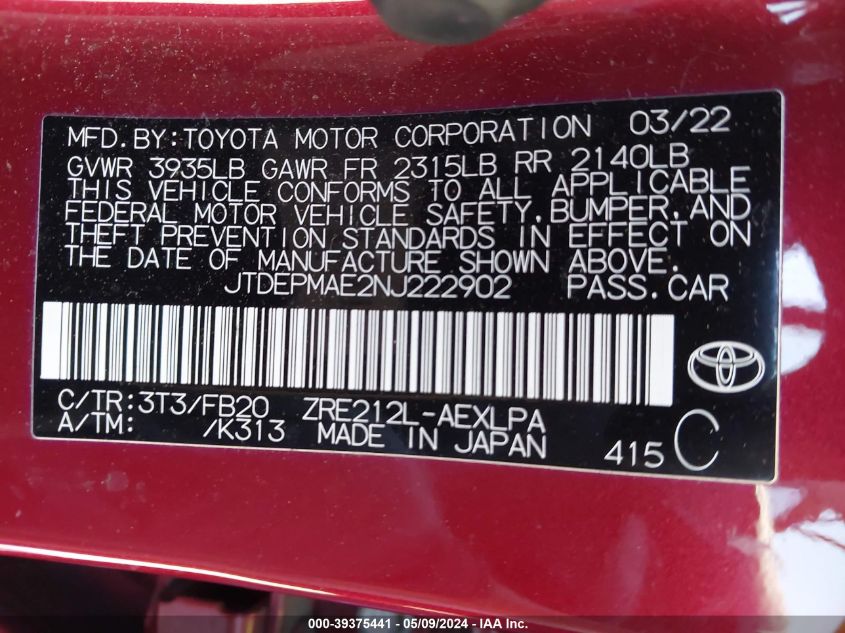 MFD.BY:TOYOTA MOTOR CORPORATION 03/22
GVWR 3935LB GAWR FR 2315LB RR 2140LB
THIS VEHICLE CONFORMS TO ALL APPLICABLE
FEDERAL MOTOR VEHICLE SAFETY,BUMPER,AND
THEFT PREVENTION STANDARDS IN EFFECT ON
THE DATE OF MANUFACTURE SHOWN ABOVE.
JTDEPMAE2NJ222902 PASS.CAR
C/TR:3T3/FB20 ZRE212L-AEXLPA
A/TM: /K313 MADE IN JAPAN 415 C
000-39375441 - 05/09/2024 - IAA Inc.